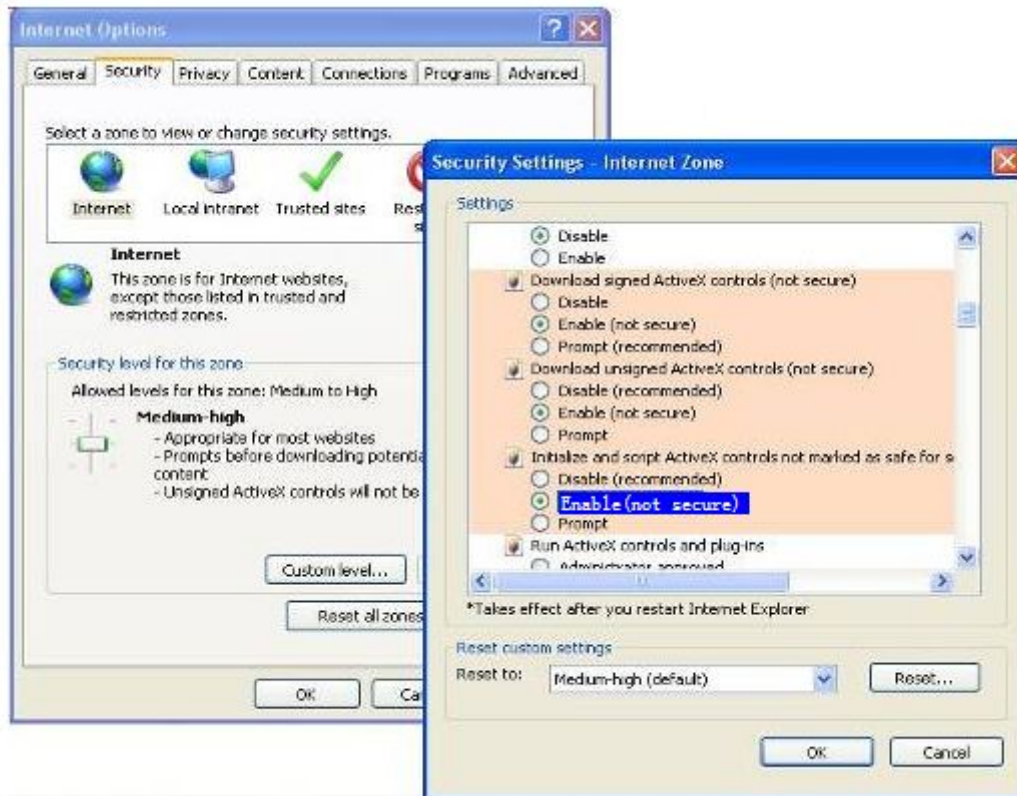 Internet Options
General Security Privacy Content Connections Programs Advanced
Select a zone to view or change security settings.
Internet Local intranet Trusted sites
Internet
This zone is for Internet websites,
except those listed in trusted and
restricted zones.
Security level for this zone
Allowed levels for this zone: Medium to High
Medium-high
- Appropriate for most websites
- Prompts before downloading
content
- Unsigned ActiveX controls will not be
Custom level...
Reset all zones
OK
Security Settings - Internet Zone
Settings
Disable
Enable
Download signed ActiveX controls (not secure)
Disable
Enable (not secure)
Prompt (recommended)
Download unsigned ActiveX controls (not secure)
Disable (recommended)
Enable (not secure)
Prompt
Initialize and script ActiveX controls not marked as safe for s
Disable (recommended)
Enable(not secure)
Prompt
Run ActiveX controls and plug-ins
Administrator approved
*Takes effect after you restart Internet Explorer
Reset custom settings
Reset to: Medium-high (default) Reset...
OK Cancel